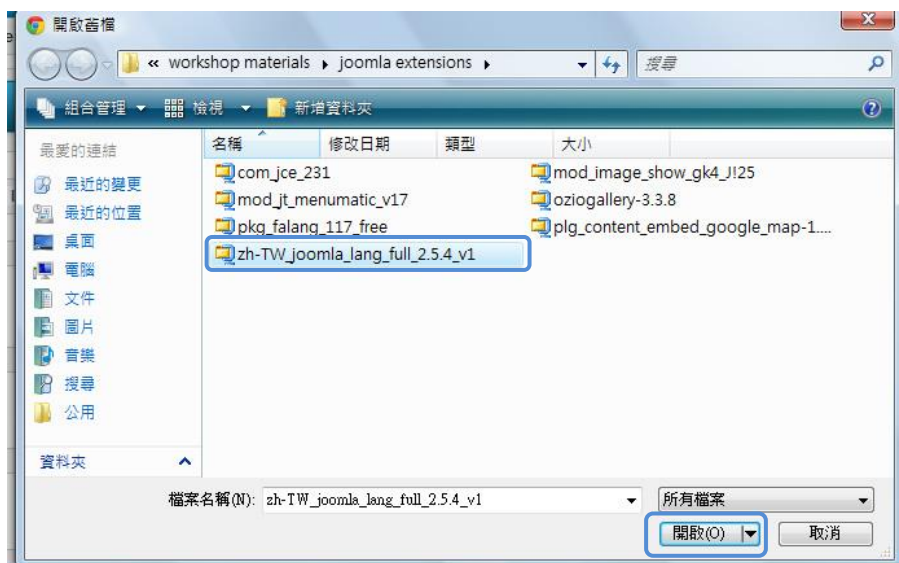 開啟舊檔
« workshop materials ▸ joomla extensions ▸
搜尋
組合管理
檢視
新增資料夾
最愛的連結
最近的變更
最近的位置
桌面
電腦
文件
圖片
音樂
搜尋
公用
資料夾
名稱 修改日期 類型 大小
com_jce_231
mod_jt_menumatic_v17
pkg_falang_117_free
zh-TW_joomla_lang_full_2.5.4_v1
mod_image_show_gk4_J!25
oziogallery-3.3.8
plg_content_embed_google_map-1....
檔案名稱(N): zh-TW_joomla_lang_full_2.5.4_v1
所有檔案
開啟(O)
取消